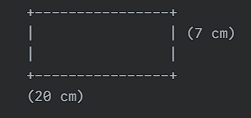 +---------------+
|               | (7 cm)
|               |
+---------------+
(20 cm)